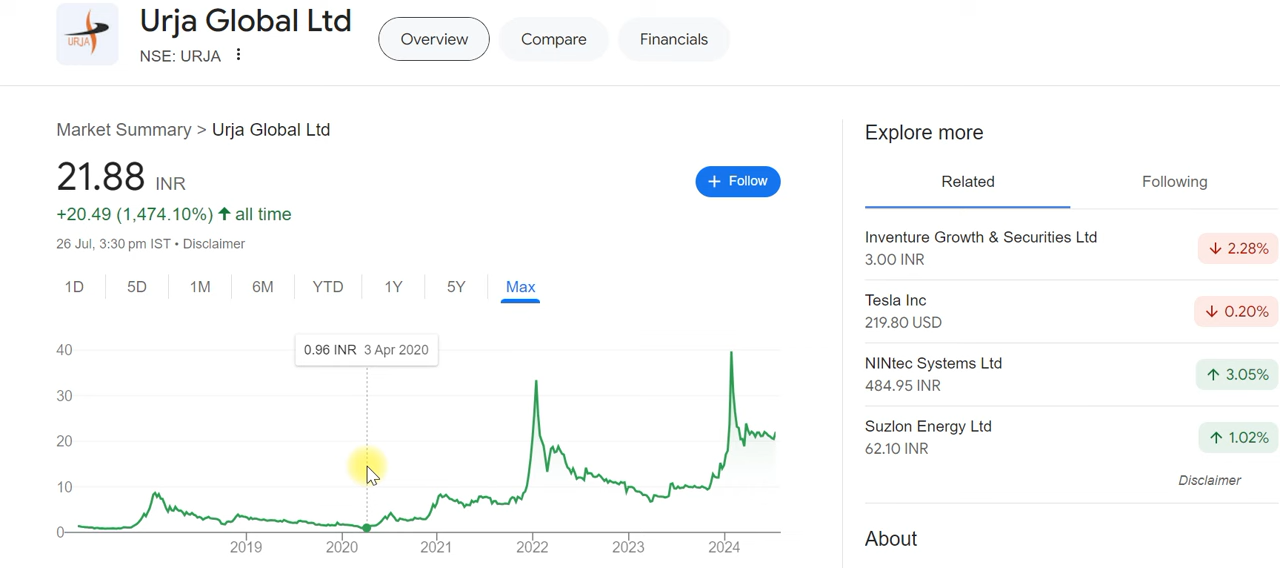 Urja Global Ltd
URJA
NSE: URJA
Overview
Compare
Financials
Market Summary > Urja Global Ltd
21.88 INR
+ Follow
+20.49 (1,474.10%) ↑ all time
26 Jul, 3:30 pm IST • Disclaimer
1D 5D 1M 6M YTD 1Y 5Y Max
0.96 INR 3 Apr 2020
40
30
20
10
0
2019 2020 2021 2022 2023 2024
Explore more
Related Following
Inventure Growth & Securities Ltd
3.00 INR
↓ 2.28%
Tesla Inc
219.80 USD
↓ 0.20%
NINtec Systems Ltd
484.95 INR
↑ 3.05%
Suzlon Energy Ltd
62.10 INR
↑ 1.02%
Disclaimer
About